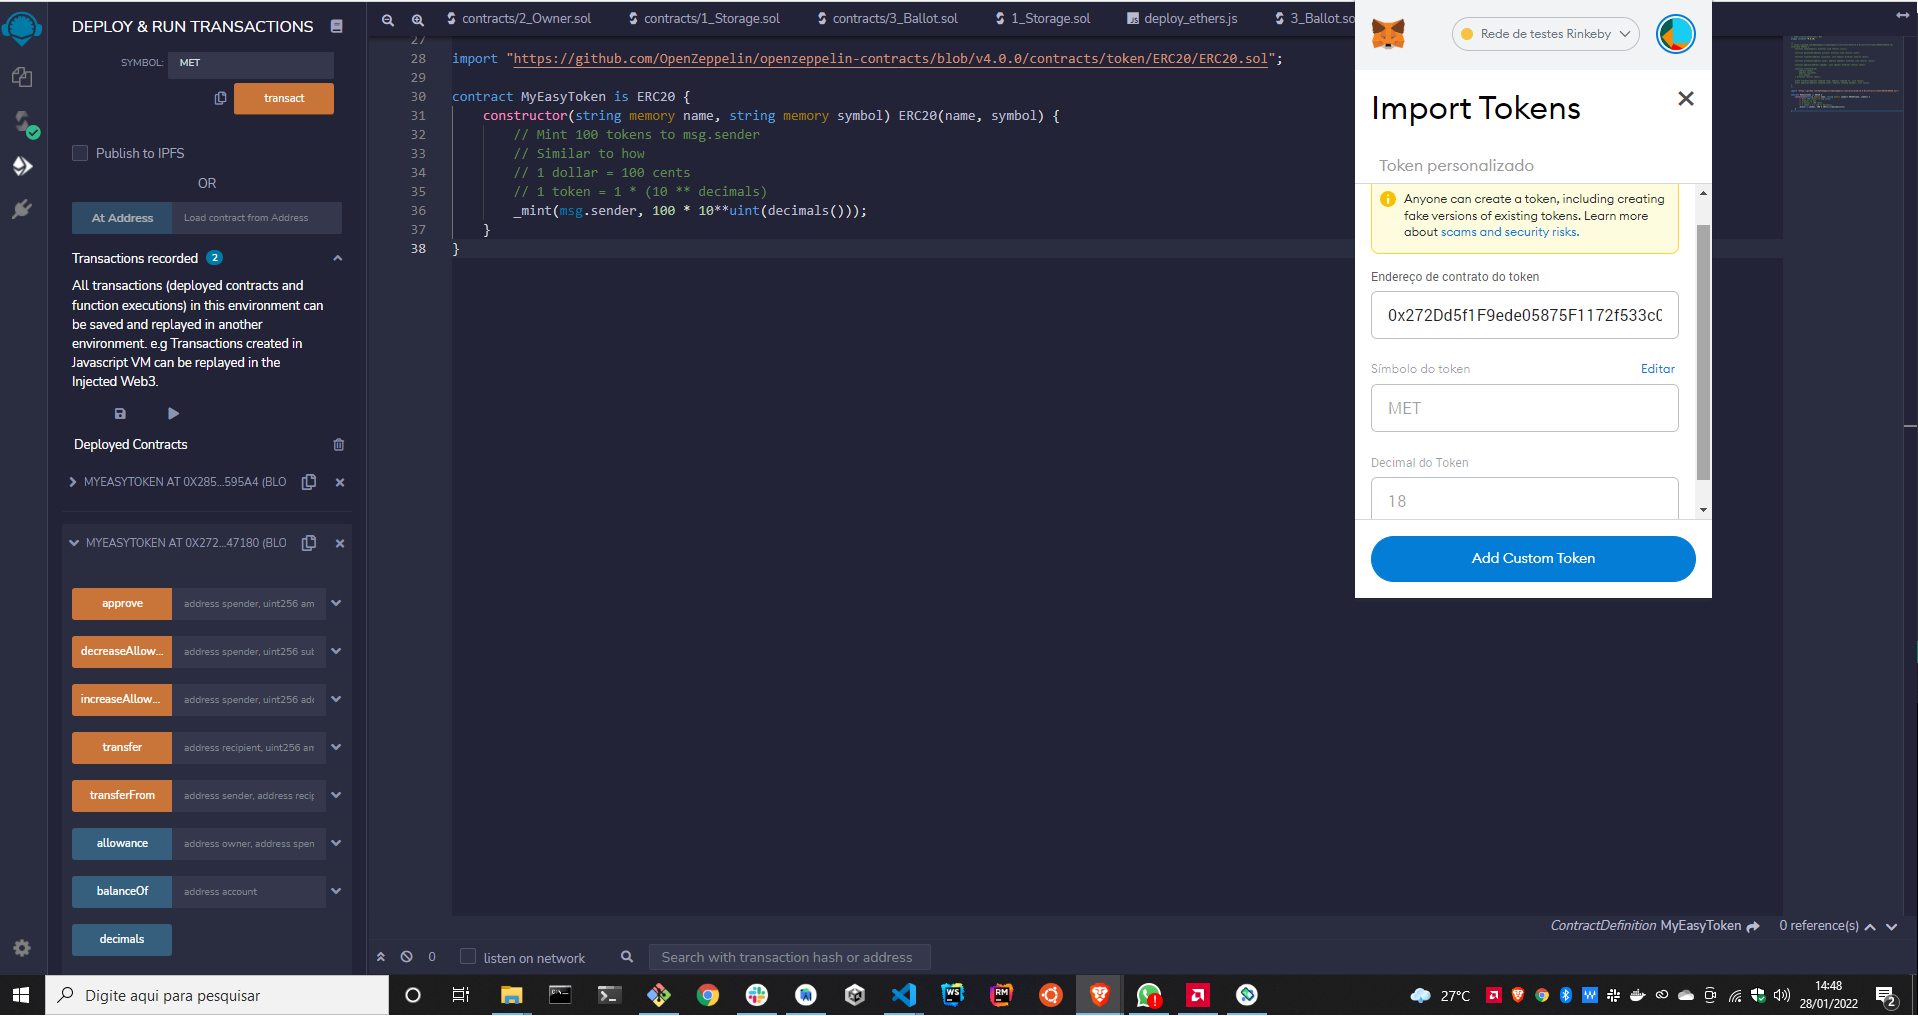 DEPLOY & RUN TRANSACTIONS
SYMBOL: MET
transact
Publish to IPFS
OR
At Address Load contract from Address
Transactions recorded 2
All transactions (deployed contracts and
function executions) in this environment can
be saved and replayed in another
environment. e.g Transactions created in
Javascript VM can be replayed in the
Injected Web3.
Deployed Contracts
MYEASYTOKEN AT 0X285...595A4 (BLO
MYEASYTOKEN AT 0X272...47180 (BLO
approve address spender, uint256 am
decreaseAllow... address spender, uint256 sub
increaseAllow... address spender, uint256 add
transfer address recipient, uint256 am
transferFrom address sender, address recip
allowance address owner, address spen
balanceOf address account
decimals
contracts/2_Owner.sol contracts/1_Storage.sol contracts/3_Ballot.sol 1_Storage.sol deploy_ethers.js 3_Ballot.so
27
28 import "https://github.com/OpenZeppelin/openzeppelin-contracts/blob/v4.0.0/contracts/token/ERC20/ERC20.sol";
29
30 contract MyEasyToken is ERC20 {
31 constructor(string memory name, string memory symbol) ERC20(name, symbol) {
32 // Mint 100 tokens to msg.sender
33 // Similar to how
34 // 1 dollar = 100 cents
35 // 1 token = 1 * (10 ** decimals)
36 _mint(msg.sender, 100 * 10**uint(decimals()));
37 }
38 }
Rede de testes Rinkeby
Import Tokens
Token personalizado
Anyone can create a token, including creating
fake versions of existing tokens. Learn more
about scams and security risks.
Endereço de contrato do token
0x272Dd5f1F9ede05875F1172f533c0
Símbolo do token Editar
MET
Decimal do Token
18
Add Custom Token
ContractDefinition MyEasyToken 0 reference(s)
0 listen on network Search with transaction hash or address
Digite aqui para pesquisar
27°C
14:48
28/01/2022
2